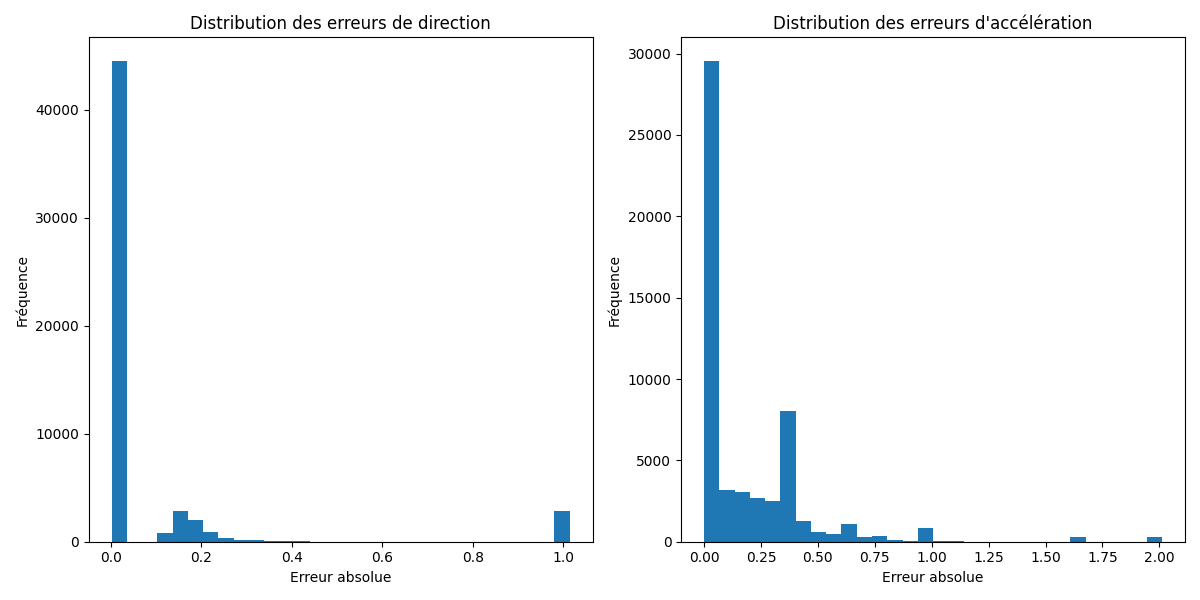 Distribution des erreurs de direction
Fréquence
40000
30000
20000
10000
0
0.0 0.2 0.4 0.6 0.8 1.0
Erreur absolue
Distribution des erreurs d'accélération
Fréquence
30000
25000
20000
15000
10000
5000
0
0.00 0.25 0.50 0.75 1.00 1.25 1.50 1.75 2.00
Erreur absolue